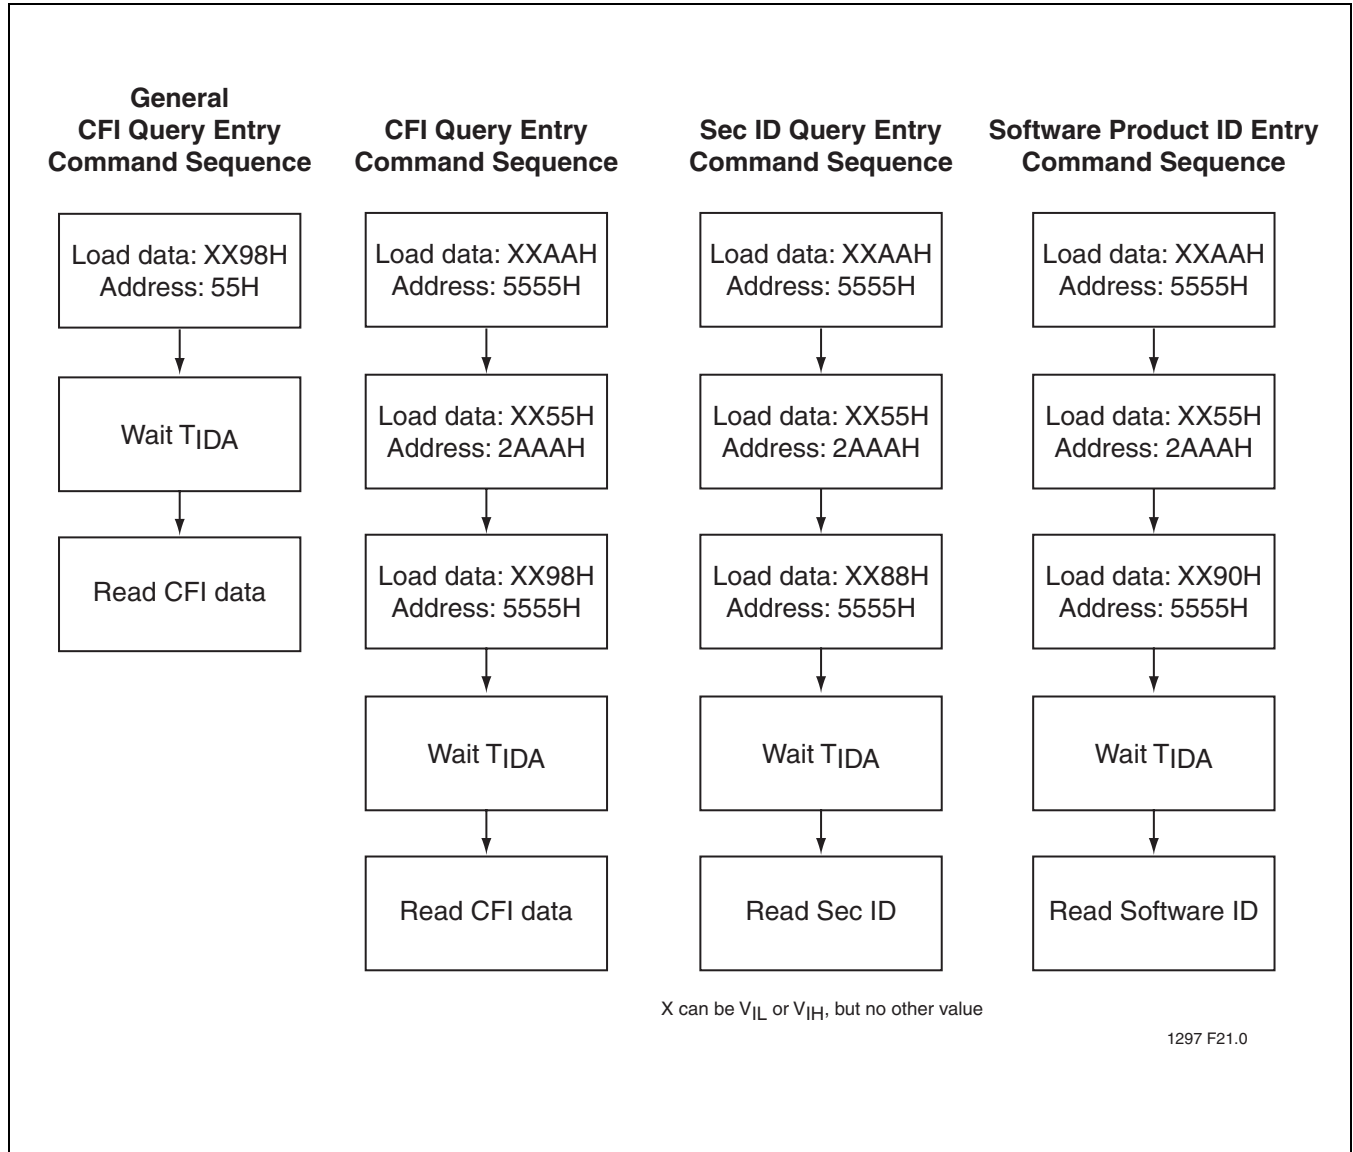 General
CFI Query Entry
Command Sequence
Load data: XX98H
Address: 55H
Wait TIDA
Read CFI data
CFI Query Entry
Command Sequence
Load data: XXAAH
Address: 5555H
Load data: XX55H
Address: 2AAAH
Load data: XX98H
Address: 5555H
Wait TIDA
Read CFI data
Sec ID Query Entry
Command Sequence
Load data: XXAAH
Address: 5555H
Load data: XX55H
Address: 2AAAH
Load data: XX88H
Address: 5555H
Wait TIDA
Read Sec ID
Software Product ID Entry
Command Sequence
Load data: XXAAH
Address: 5555H
Load data: XX55H
Address: 2AAAH
Load data: XX90H
Address: 5555H
Wait TIDA
Read Software ID
X can be VIL or VIH, but no other value
1297 F21.0